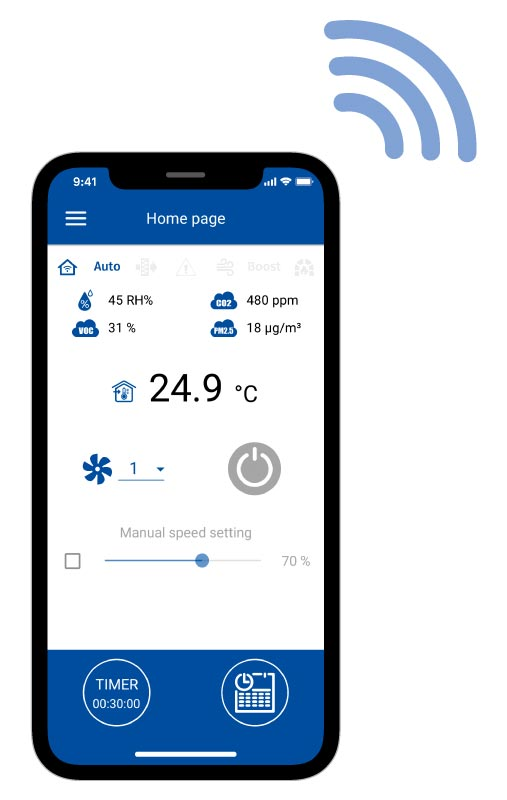 9:41
Home page
Auto
Boost
A
%
45 RH%
CO2
480 ppm
VOC
31 %
PM2.5
18 µg/m³
24.9 °C
1
Manual speed setting
70 %
TIMER
00:30:00